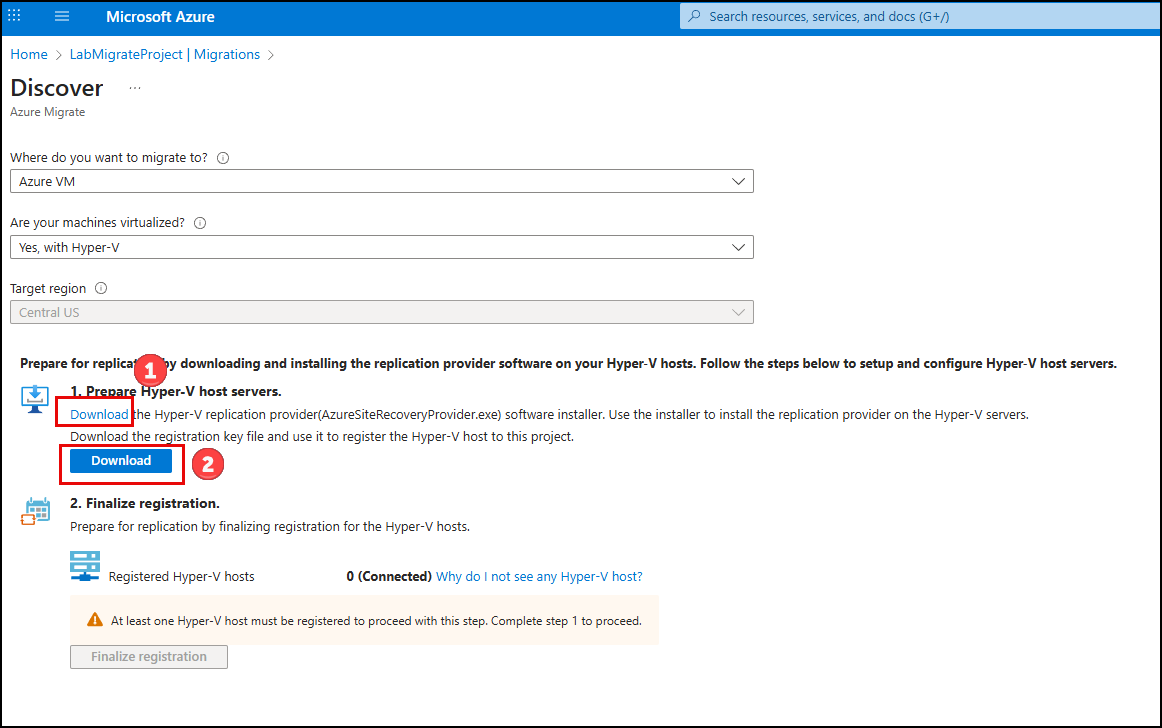 Microsoft Azure
Search resources, services, and docs (G+/)
Home > LabMigrateProject | Migrations >
Discover ...
Azure Migrate
Where do you want to migrate to?
Azure VM
Are your machines virtualized?
Yes, with Hyper-V
Target region
Central US
Prepare for replicat by downloading and installing the replication provider software on your Hyper-V hosts. Follow the steps below to setup and configure Hyper-V host servers.
1
1. Prepare Hyper-V host servers.
Download the Hyper-V replication provider(AzureSiteRecoveryProvider.exe) software installer. Use the installer to install the replication provider on the Hyper-V servers.
Download the registration key file and use it to register the Hyper-V host to this project.
Download
2
2. Finalize registration.
Prepare for replication by finalizing registration for the Hyper-V hosts.
Registered Hyper-V hosts 0 (Connected) Why do I not see any Hyper-V host?
At least one Hyper-V host must be registered to proceed with this step. Complete step 1 to proceed.
Finalize registration